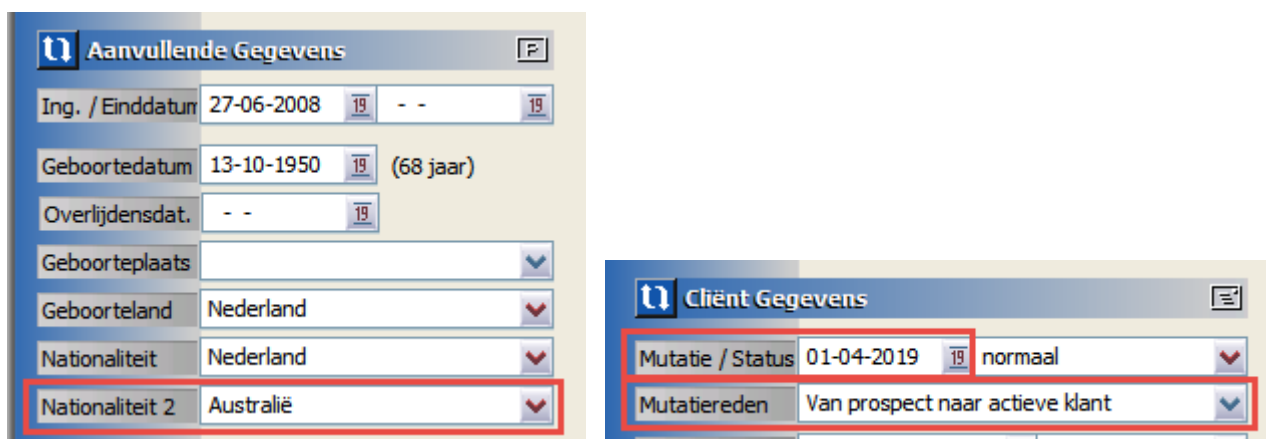 Aanvullende Gegevens
Ing. / Einddatum 27-06-2008 19 - - 19
Geboortedatum 13-10-1950 19 (68 jaar)
Overlijdensdat. - - 19
Geboorteplaats
Geboorteland Nederland
Nationaliteit Nederland
Nationaliteit 2 Australië
Cliënt Gegevens
Mutatie / Status 01-04-2019 19 normaal
Mutatiereden Van prospect naar actieve klant